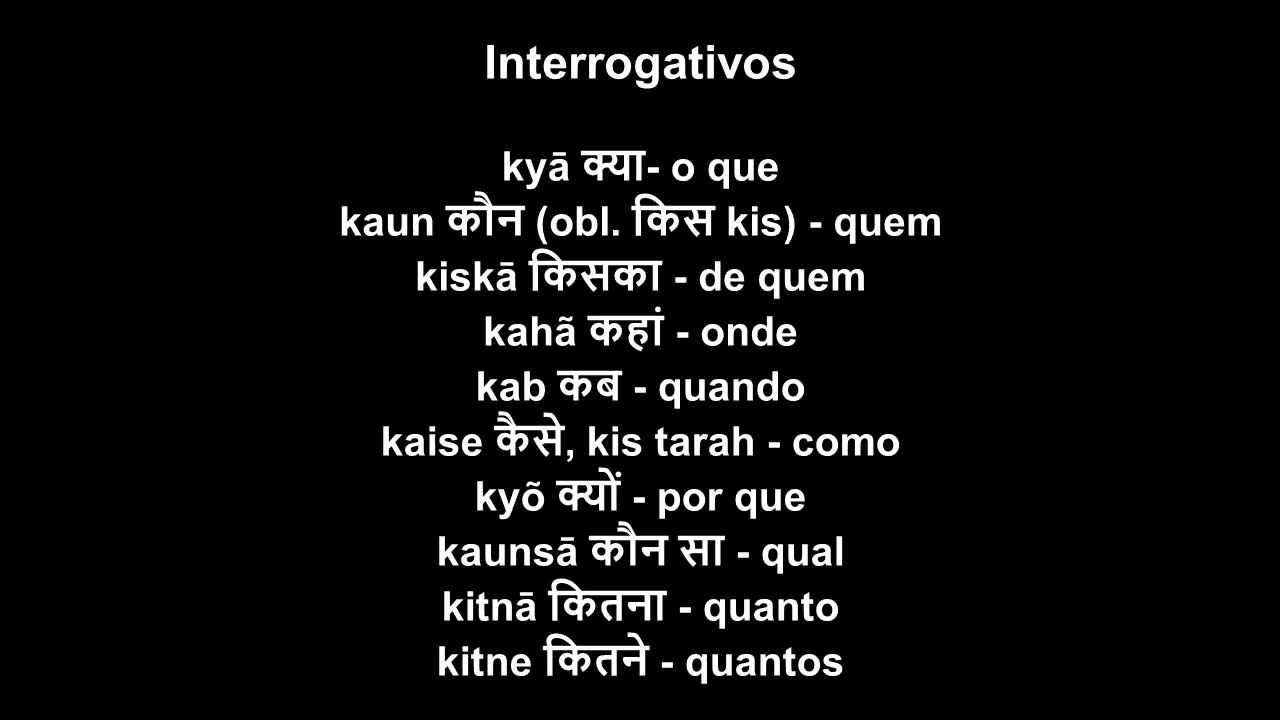 Interrogativos
kyā क्या- o que
kaun कौन (obl. किस kis) - quem
kiskā किसका - de quem
kahã कहां - onde
kab कब - quando
kaise कैसे, kis tarah - como
kyõ क्यों - por que
kaunsā कौन सा - qual
kitnā कितना - quanto
kitne कितने - quantos